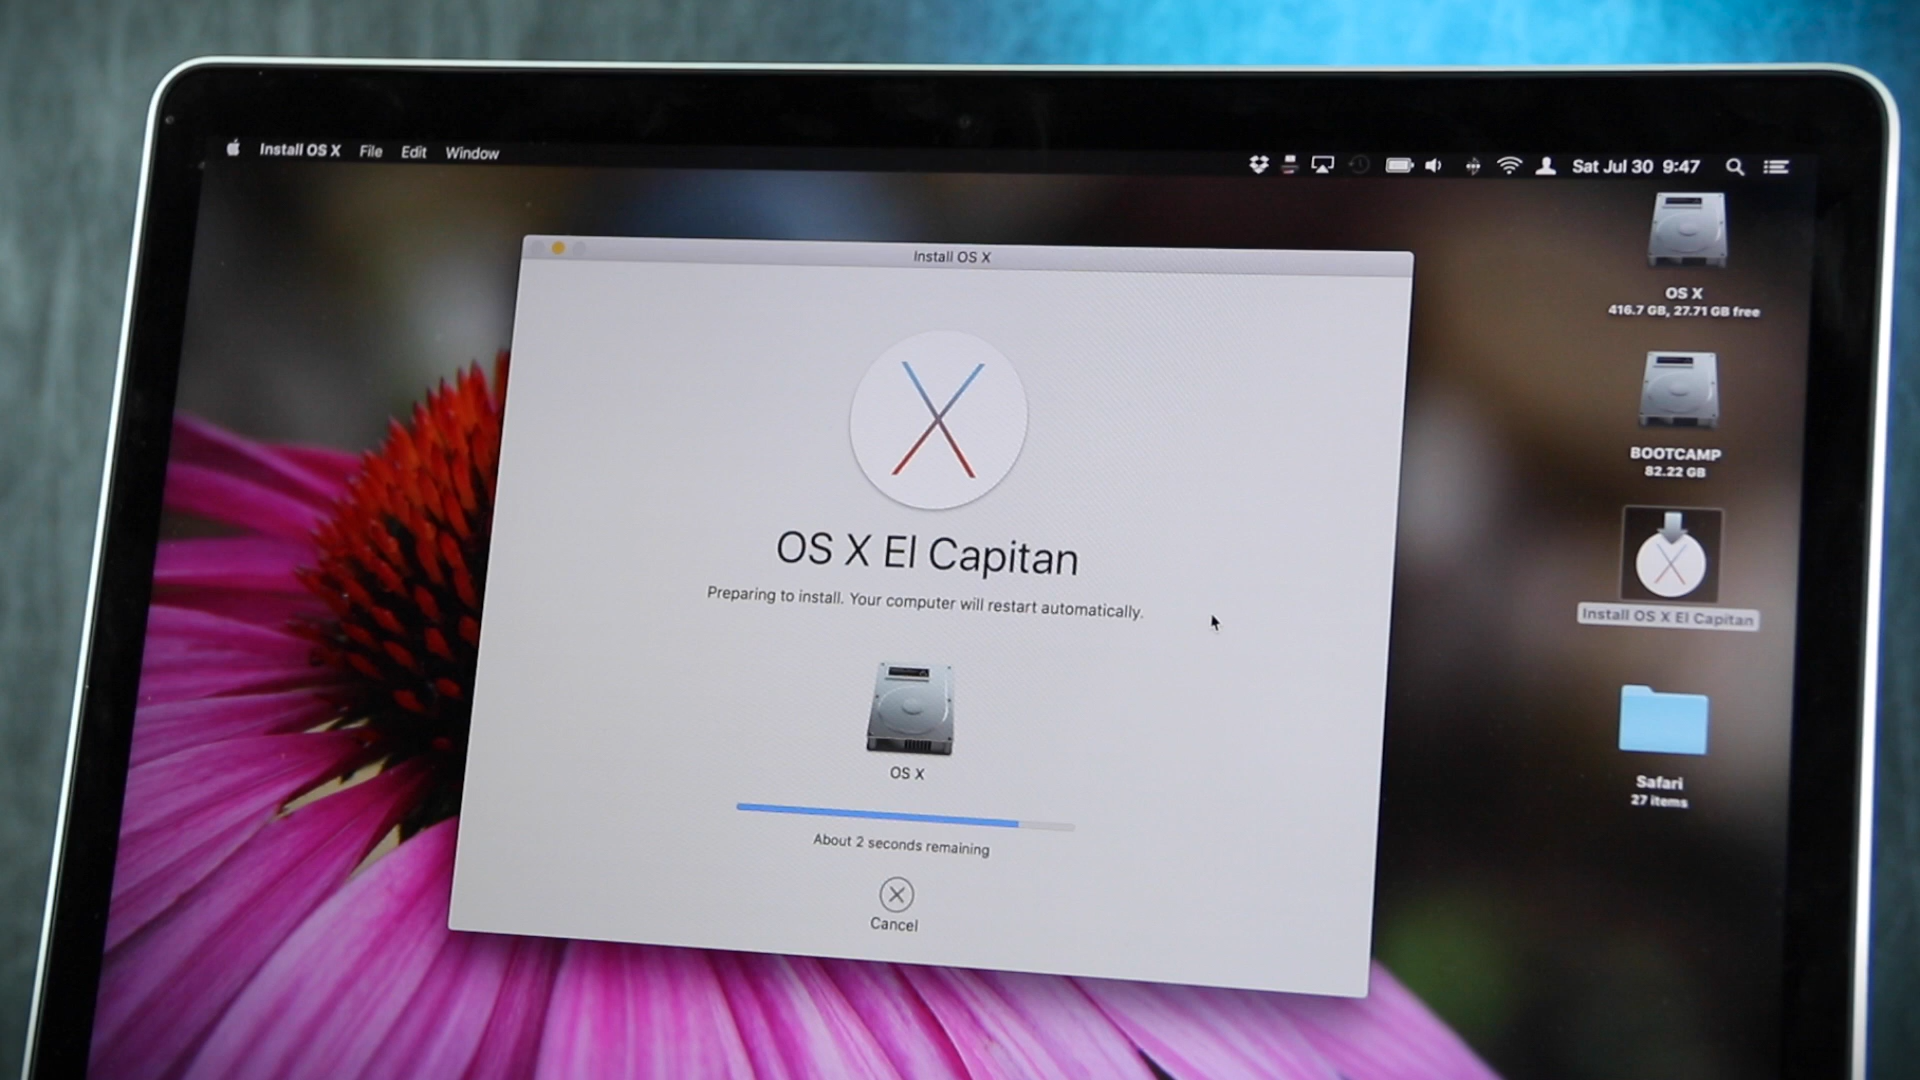 Install OS X File Edit Window
Sat Jul 30 9:47
Install OS X
OS X El Capitan
Preparing to install. Your computer will restart automatically.
OS X
About 2 seconds remaining
Cancel
OS X
416.7 GB, 27.71 GB free
BOOTCAMP
82.22 GB
Install OS X El Capitan
Safari
27 items